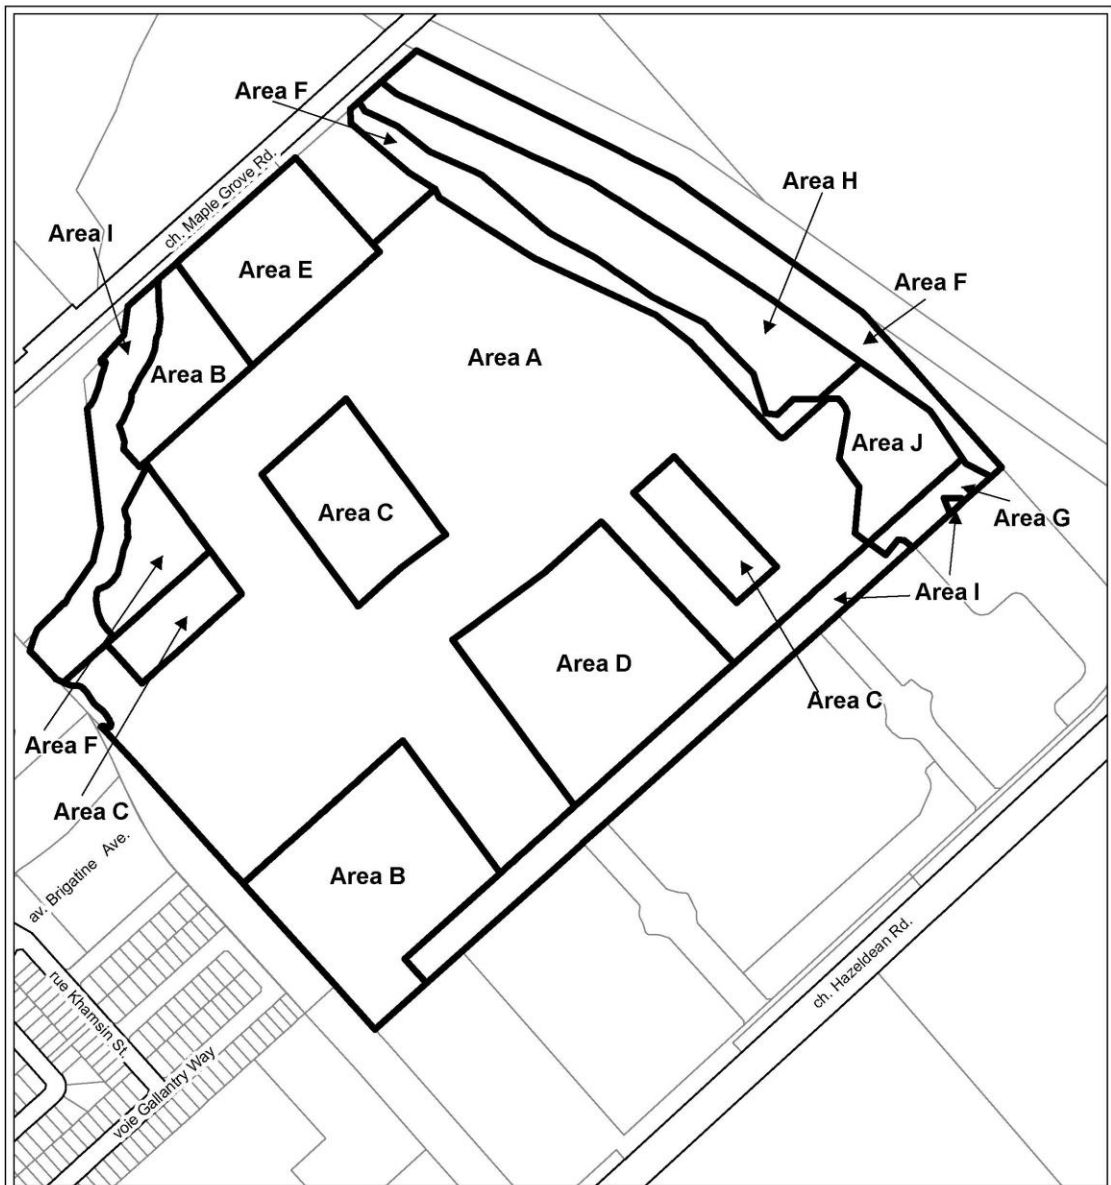 Area F
ch. Maple Grove Rd.
Area H
Area I
Area E
Area F
Area A
Area B
Area J
Area C
Area G
Area I
Area D
Area C
Area F
Area C
av. Brigatine Ave.
Area B
ch. Hazeldean Rd.
rue Khamsin St.
voie Gallantry Way